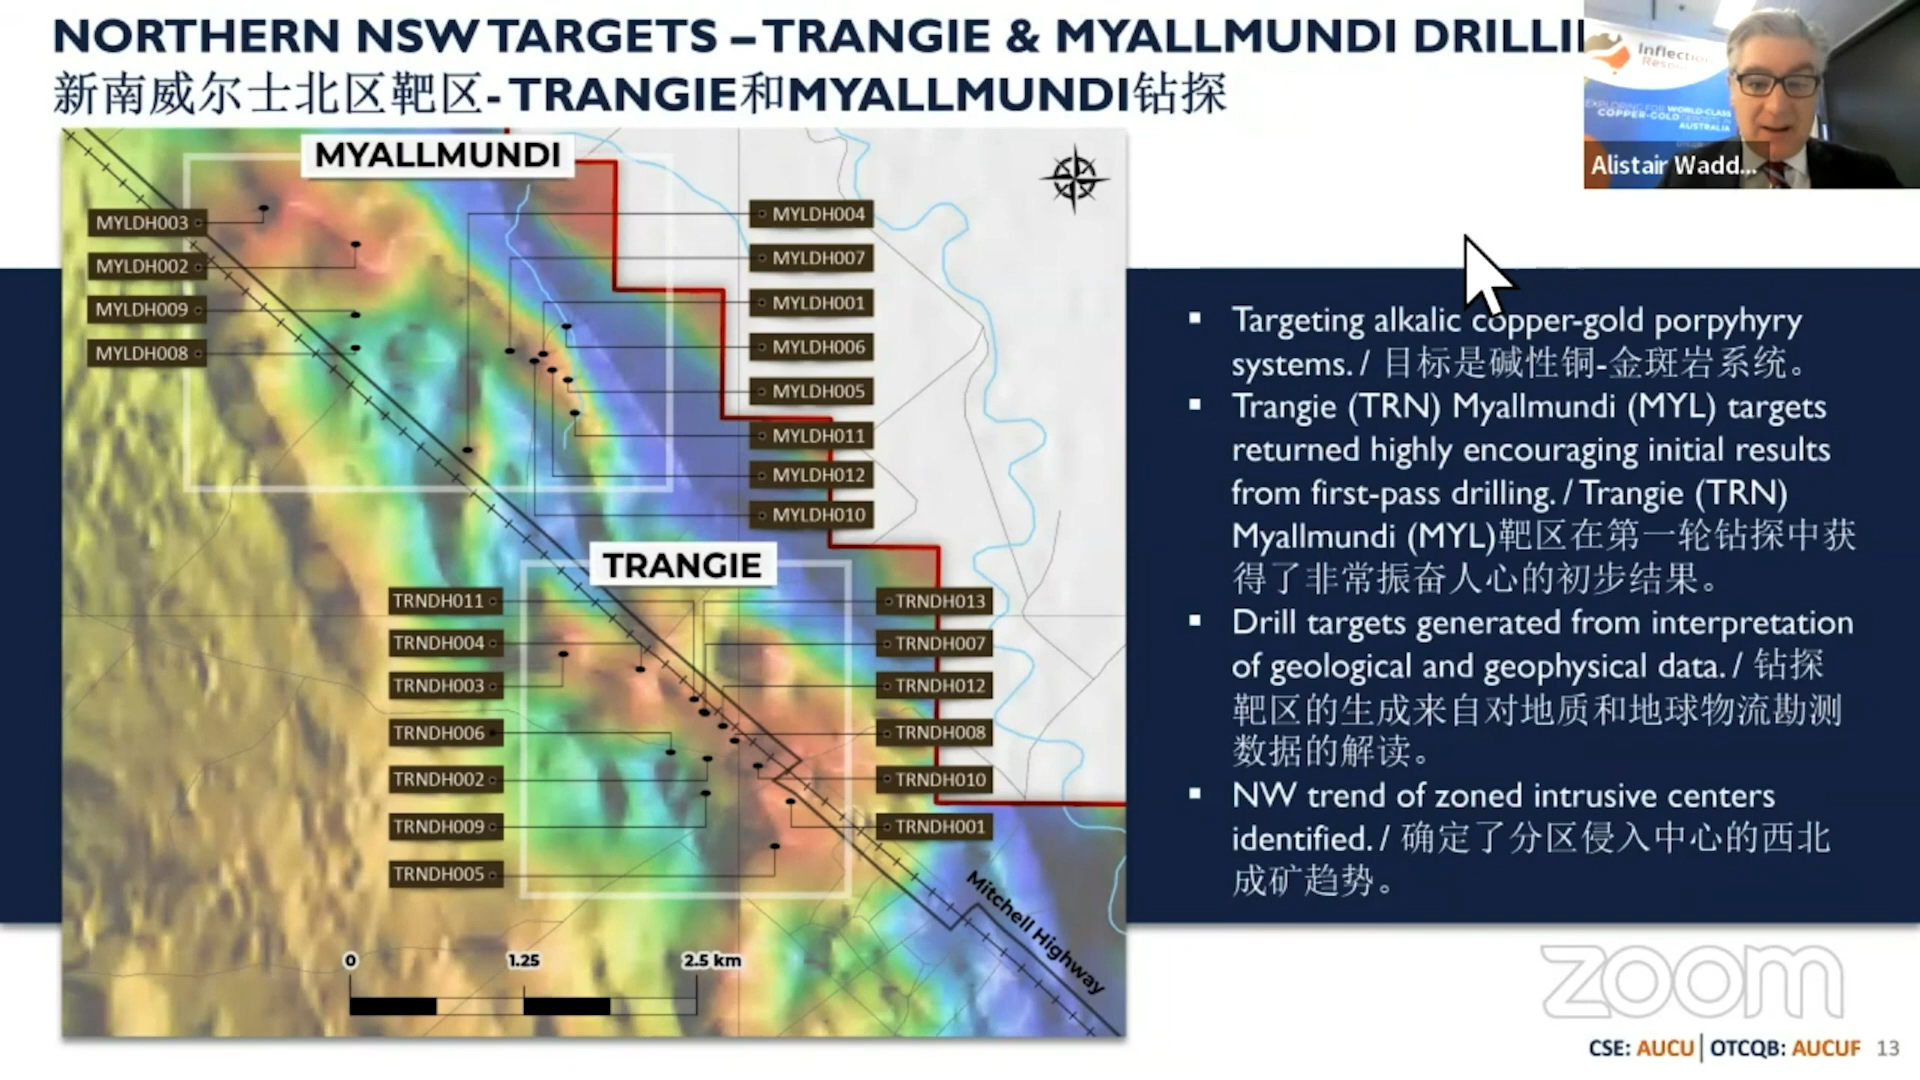 NORTHERN NSW TARGETS – TRANGIE & MYALLMUNDI
新南威尔士北区靶区- TRANGIE和MYALLMUNDI钻探
Inflection
EXPLORING FOR WORLD-CLASS
COPPER-GOLD DEPOSITS IN
AUSTRALIA
Alistair Wadd...
MYALLMUNDI
MYLDH003
MYLDH002
MYLDH009
MYLDH008
MYLDH004
MYLDH007
MYLDH001
MYLDH006
MYLDH005
MYLDH011
MYLDH012
MYLDH010
TRANGIE
TRNDH011
TRNDH004
TRNDH003
TRNDH006
TRNDH002
TRNDH009
TRNDH005
TRNDH013
TRNDH007
TRNDH012
TRNDH008
TRNDH010
TRNDH001
Mitchell Highway
0 1.25 2.5 km
▪ Targeting alkalic copper-gold porpyhyry
systems. / 目标是碱性铜-金斑岩系统。
▪ Trangie (TRN) Myallmundi (MYL) targets
returned highly encouraging initial results
from first-pass drilling. / Trangie (TRN)
Myallmundi (MYL)靶区在第一轮钻探中获
得了非常振奋人心的初步结果。
▪ Drill targets generated from interpretation
of geological and geophysical data. / 钻探
靶区的生成来自对地质和地球物流勘测
数据的解读。
▪ NW trend of zoned intrusive centers
identified. / 确定了分区侵入中心的西北
成矿趋势。
zoom
CSE: AUCU | OTCQB: AUCUF 13